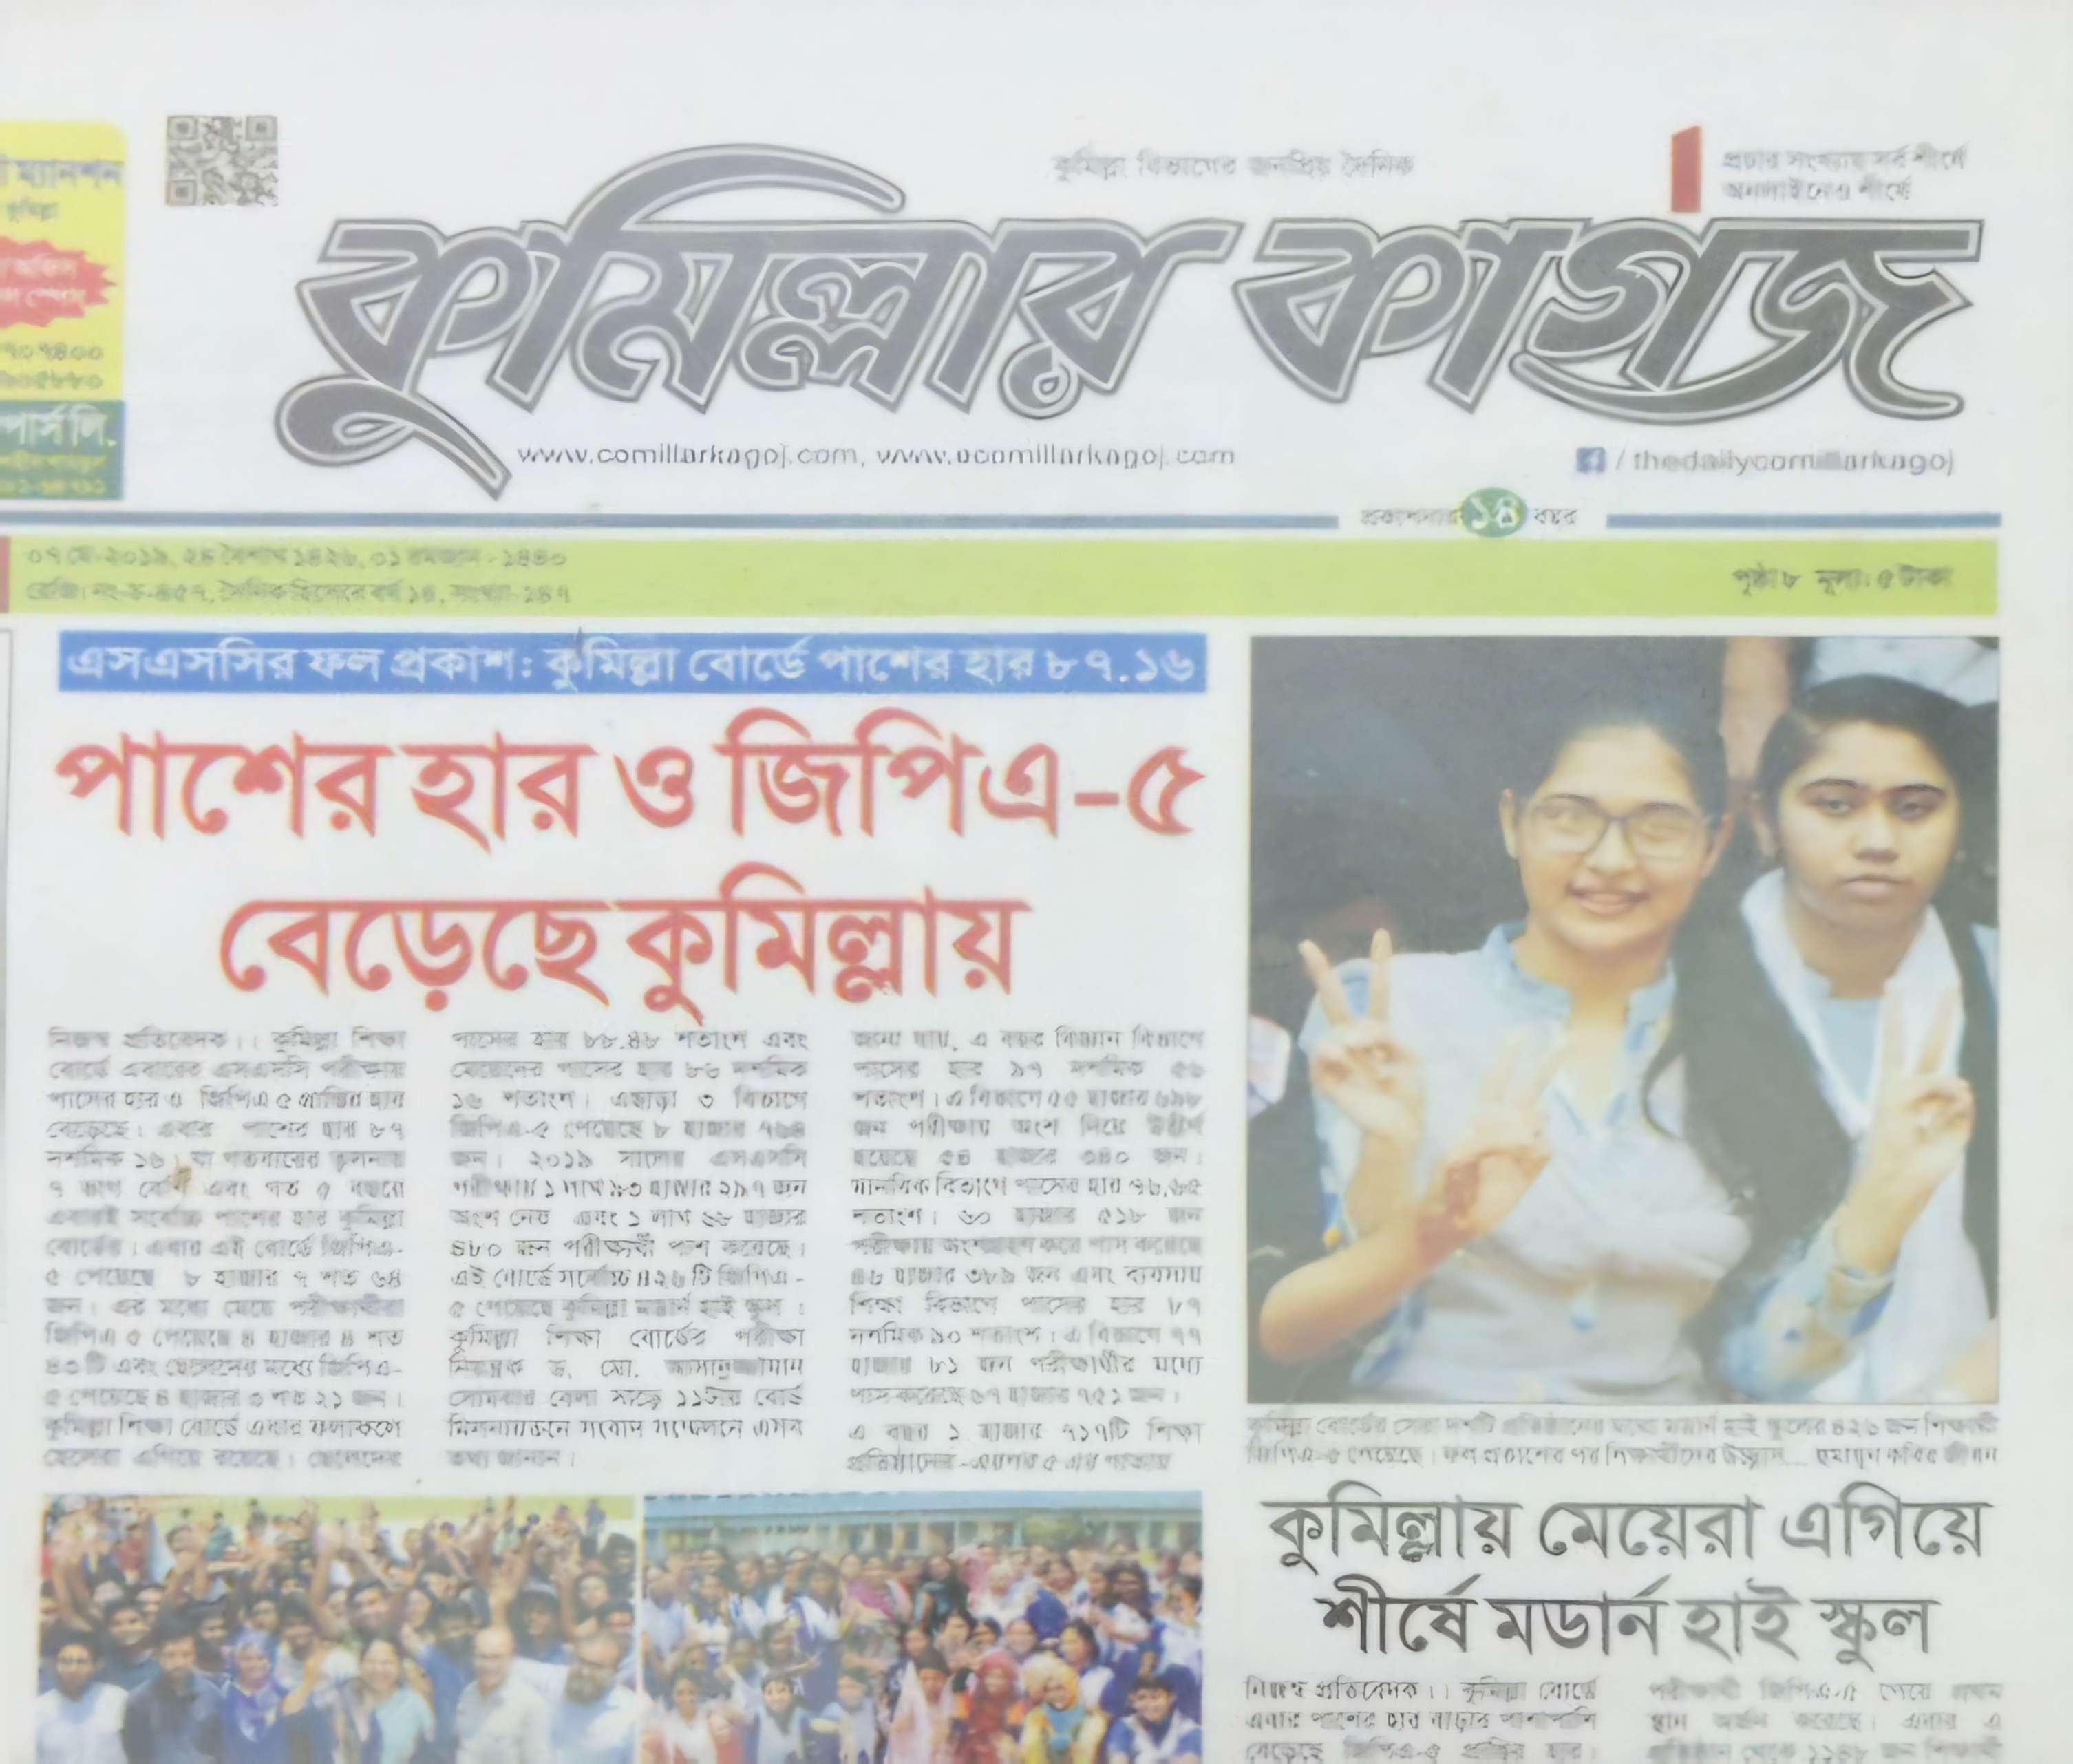 ম্যানশন
কুমিল্লা
পার্স লি.
কুমিল্লা বিভাগের জনপ্রিয় দৈনিক
প্রচার সংখ্যায় সর্ব শীর্ষে
অনলাইনেও শীর্ষে
কুমিল্লার কাগজ
www.comillarkagoj.com, www.ecomillarkagoj.com
/ thedailycomillarkagoj
প্রকাশনার ১৪ বছর
০৭ মে-২০১৯, ২৪ বৈশাখ ১৪২৬, ০১ রমজান - ১৪৪০
রেজি: নং-চ-৪৫৭, দৈনিক হিসেবে বর্ষ ১৪, সংখ্যা-১৪৭
পৃষ্ঠা ৮ মূল্য: ৫ টাকা
এসএসসির ফল প্রকাশ: কুমিল্লা বোর্ডে পাশের হার ৮৭.১৬
পাশের হার ও জিপিএ-৫
বেড়েছে কুমিল্লায়
নিজস্ব প্রতিবেদক।। কুমিল্লা শিক্ষা
বোর্ডে এবারের এসএসসি পরীক্ষায়
পাসের হার ও জিপিএ ৫ প্রাপ্তির হার
বেড়েছে। এবার পাশের হার ৮৭
দশমিক ১৬। যা গতবারের তুলনায়
৭ ভাগ বেশি এবং গত ৫ বছরে
এবারই সর্বোচ্চ পাশের হার কুমিল্লা
বোর্ডের। এবার এই বোর্ডে জিপিএ-
৫ পেয়েছে ৮ হাজার ৭ শত ৬৪
জন। এর মধ্যে মেয়ে পরীক্ষার্থীরা
জিপিএ ৫ পেয়েছে ৪ হাজার ৪ শত
৪৩ টি এবং ছেলেদের মধ্যে জিপিএ-
৫ পেয়েছে ৪ হাজার ৩ শত ২১ জন।
কুমিল্লা শিক্ষা বোর্ডে এবার ফলাফলে
ছেলেরা এগিয়ে রয়েছে। ছেলেদের
পাসের হার ৮৮.৪৮ শতাংশ এবং
মেয়েদের পাসের হার ৮৬ দশমিক
১৬ শতাংশ। এছাড়া ৩ বিভাগে
জিপিএ-৫ পেয়েছে ৮ হাজার ৭৬৪
জন। ২০১৯ সালের এসএসসি
পরীক্ষায় ১ লাখ ৯৩ হাজার ২৯৭ জন
অংশ নেয় এবং ১ লাখ ৬৮ হাজার
৪৮০ জন পরীক্ষার্থী পাশ করেছে।
এই বোর্ডে সর্বোচ্চ ৪২৬ টি জিপিএ-
৫ পেয়েছে কুমিল্লা মডার্ন হাই স্কুল।
কুমিল্লা শিক্ষা বোর্ডের পরীক্ষা
নিয়ন্ত্রক ড. মো. আসাদুজ্জামান
সোমবার বেলা সাড়ে ১১টায় বোর্ড
মিলনায়তনে সংবাদ সম্মেলনে এসব
তথ্য জানান।
জানা যায়, এ বছর বিজ্ঞান বিভাগে
পাসের হার ৯৭ দশমিক ৫৬
শতাংশ। এ বিভাগে ৫৫ হাজার ৬৯৮
জন পরীক্ষায় অংশ নিয়ে উত্তীর্ণ
হয়েছে ৫৪ হাজার ৩৪০ জন।
মানবিক বিভাগে পাসের হার ৭৬.৬৫
শতাংশ। ৬০ হাজার ৫১৮ জন
পরীক্ষায় অংশগ্রহণ করে পাস করেছে
৪৬ হাজার ৩৮৯ জন এবং ব্যবসায়
শিক্ষা বিভাগে পাসের হার ৮৭
দশমিক ৯০ শতাংশ। এ বিভাগে ৭৭
হাজার ৮১ জন পরীক্ষার্থীর মধ্যে
পাস করেছে ৬৭ হাজার ৭৫১ জন।
এ বছর ১ হাজার ৭১৭টি শিক্ষা
প্রতিষ্ঠানের -এরপর ৫ এর পাতায়
কুমিল্লা বোর্ডের সেরা দশটি প্রতিষ্ঠানের মধ্যে মডার্ন হাই স্কুলের ৪২৬ জন শিক্ষার্থী
জিপিএ-৫ পেয়েছে। ফল প্রকাশের পর শিক্ষার্থীদের উচ্ছ্বাস... হুমায়ুন কবির জীবন
কুমিল্লায় মেয়েরা এগিয়ে
শীর্ষে মডার্ন হাই স্কুল
নিজস্ব প্রতিবেদক।। কুমিল্লা বোর্ডে
এবার পাশের হার বাড়ার পাশাপাশি
বেড়েছে জিপিএ-৫ প্রাপ্তির হার।
পরীক্ষার্থী জিপিএ-৫ পেয়ে প্রথম
স্থান অর্জন করেছে। এবার এ
প্রতিষ্ঠান থেকে ১১৪৮ জন শিক্ষার্থী